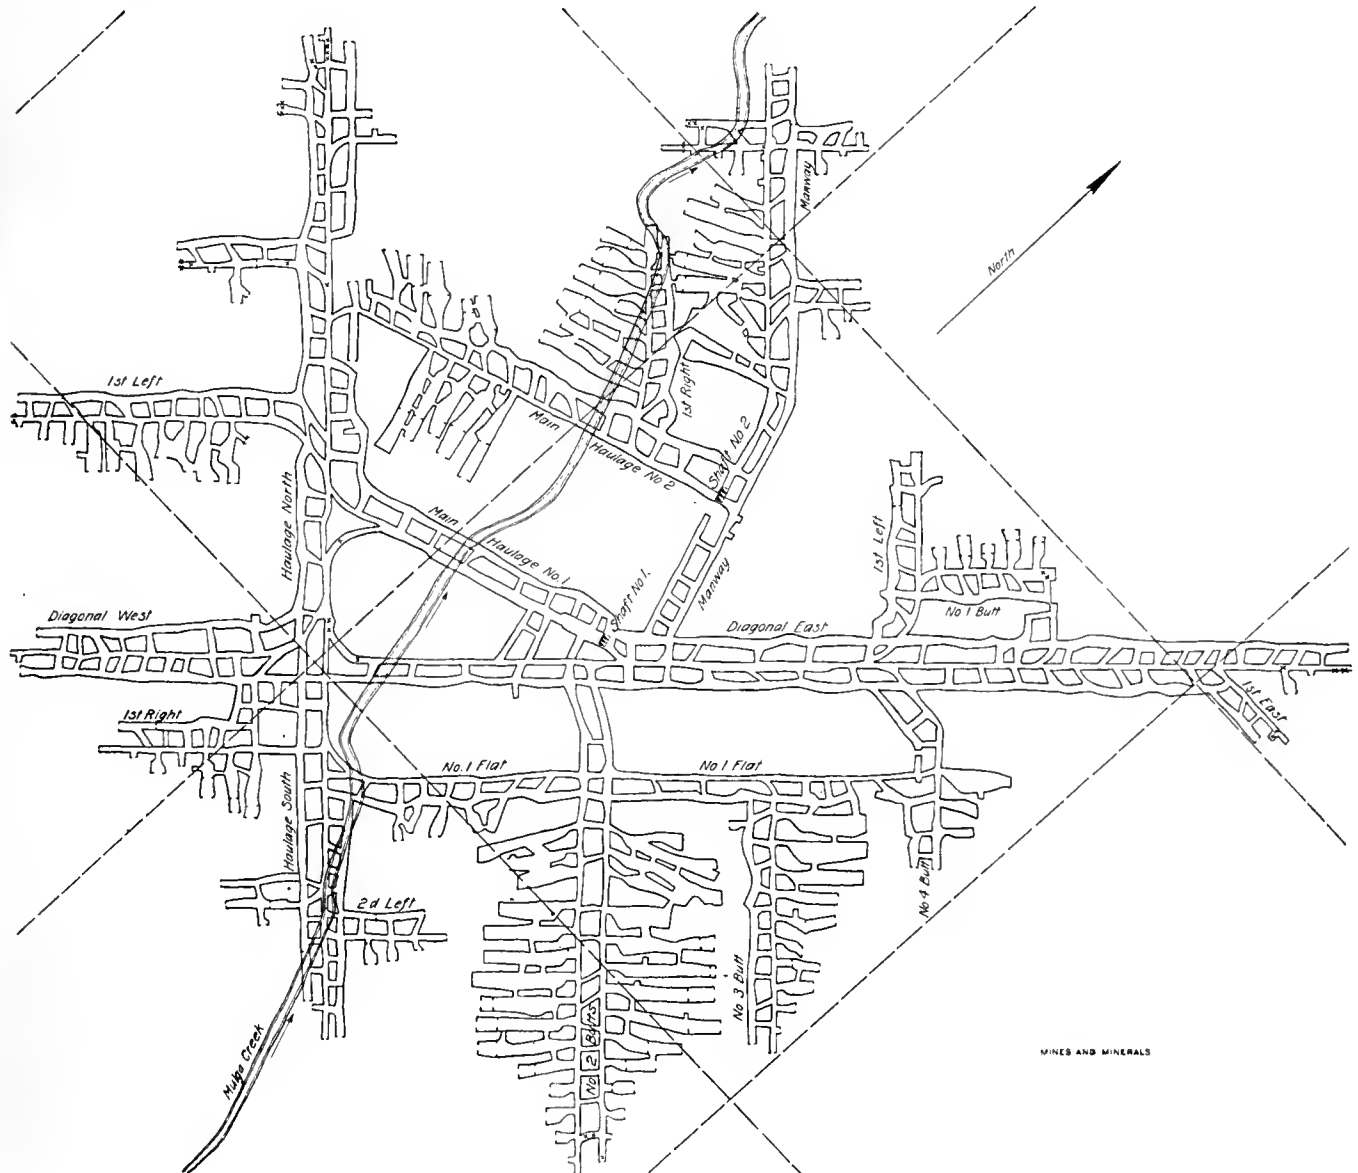 Manway
North
1st Left
1st Right
Main
Haulage No 2
Shaft No 2
Haulage North
Main
Haulage No.1
Shaft No1.
Manway
1st Left
No 1 Butt
Diagonal West
Diagonal East
1st East
1st Right
No.1 Flat
No 1 Flat
Haulage South
2d Left
No 4 Butt
No 3 Butt
No 2 Butts
Mulga Creek
MINES AND MINERALS